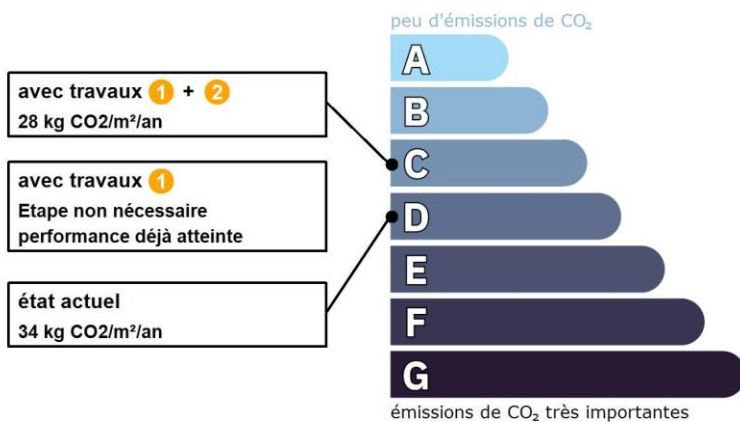 peu d'émissions de CO₂
A
B
C
D
E
F
G
émissions de CO₂ très importantes
avec travaux 1 + 2
28 kg CO2/m²/an
avec travaux 1
Etape non nécessaire
performance déjà atteinte
état actuel
34 kg CO2/m²/an